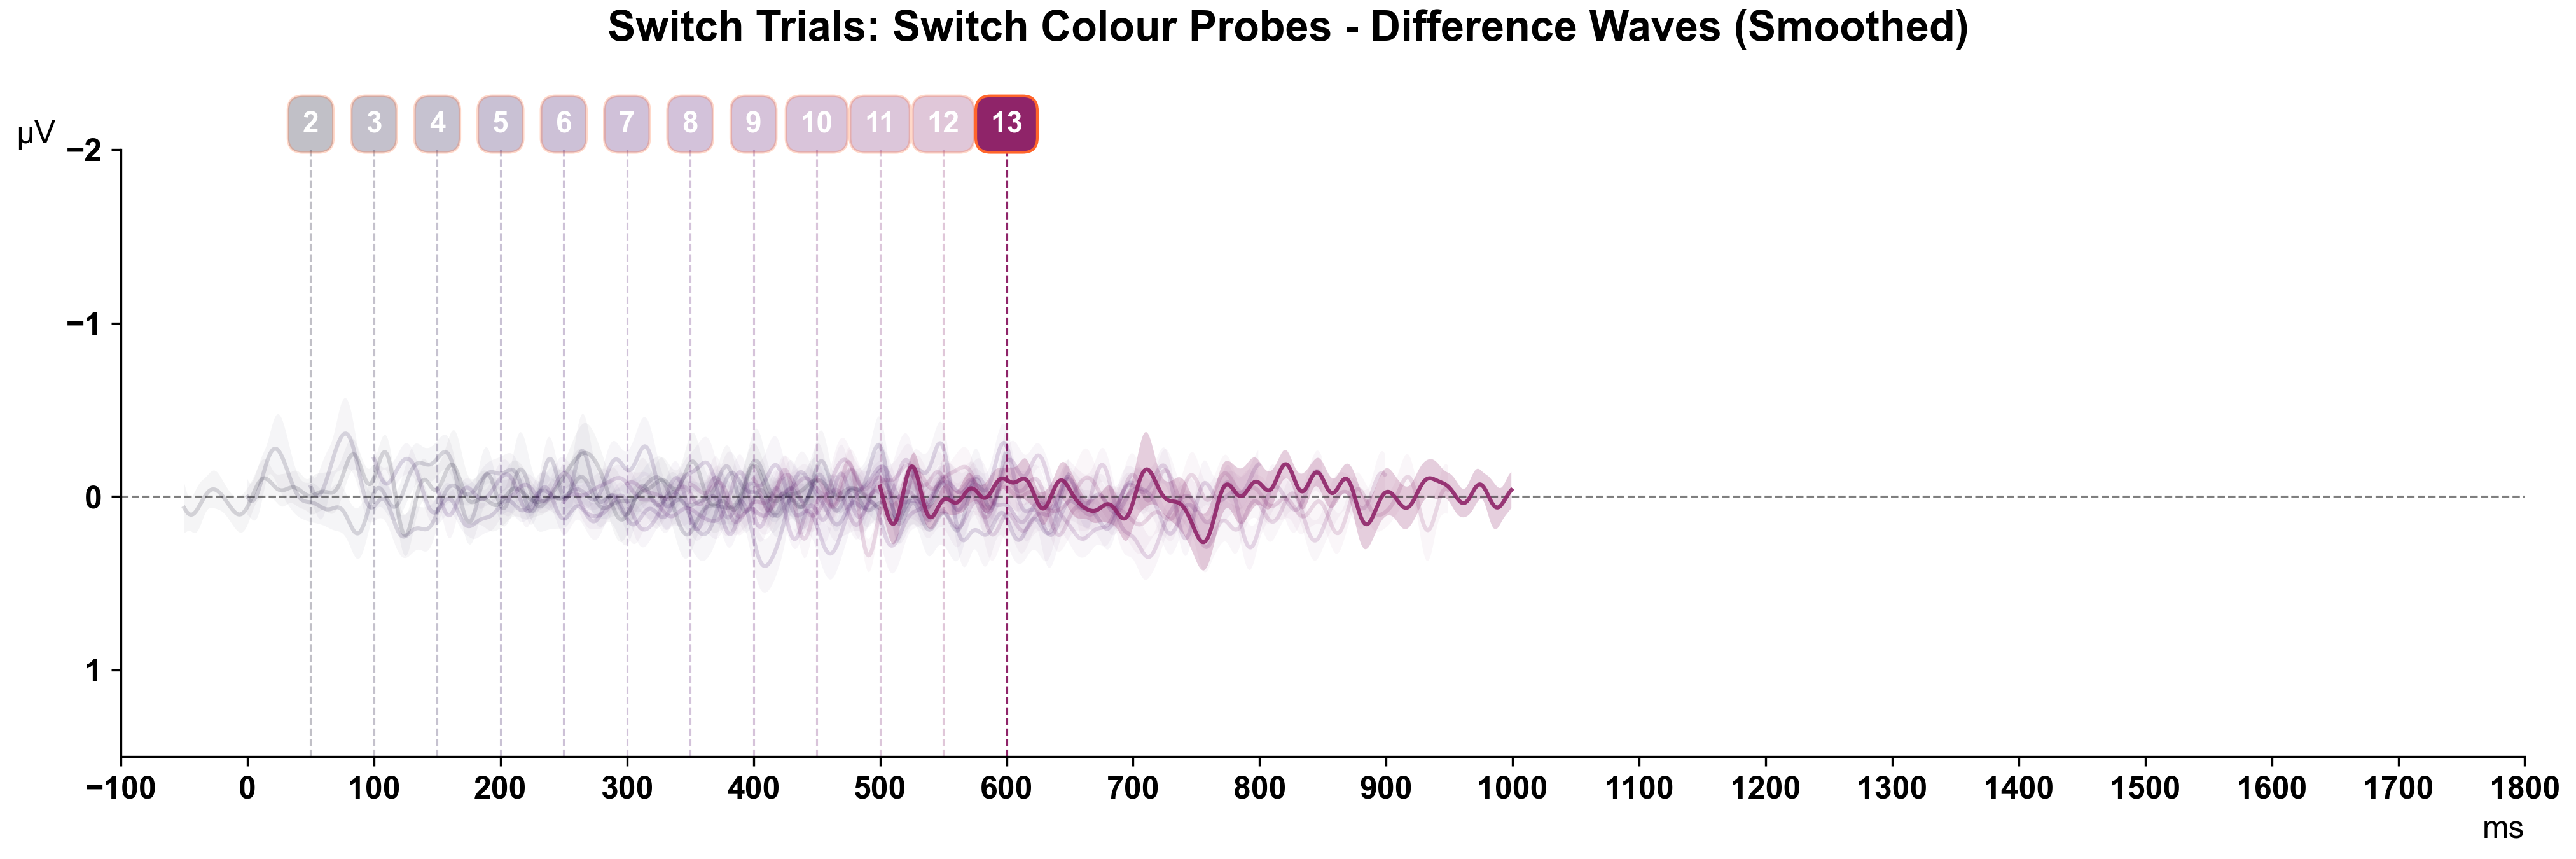 Switch Trials: Switch Colour Probes - Difference Waves (Smoothed)
2 3 4 5 6 7 8 9 10 11 12 13
µV
−2
−1
0
1
−100 0 100 200 300 400 500 600 700 800 900 1000 1100 1200 1300 1400 1500 1600 1700 1800
ms